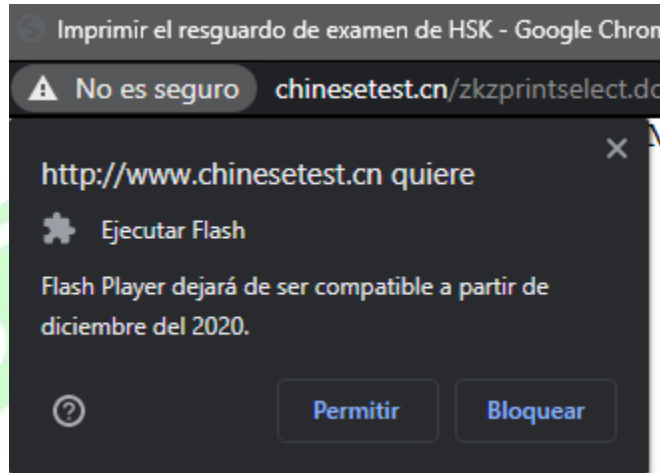 Imprimir el resguardo de examen de HSK - Google Chron
No es seguro chinesetest.cn/zkzprintselect.do
http://www.chinesetest.cn quiere
Ejecutar Flash
Flash Player dejará de ser compatible a partir de
diciembre del 2020.
Permitir Bloquear